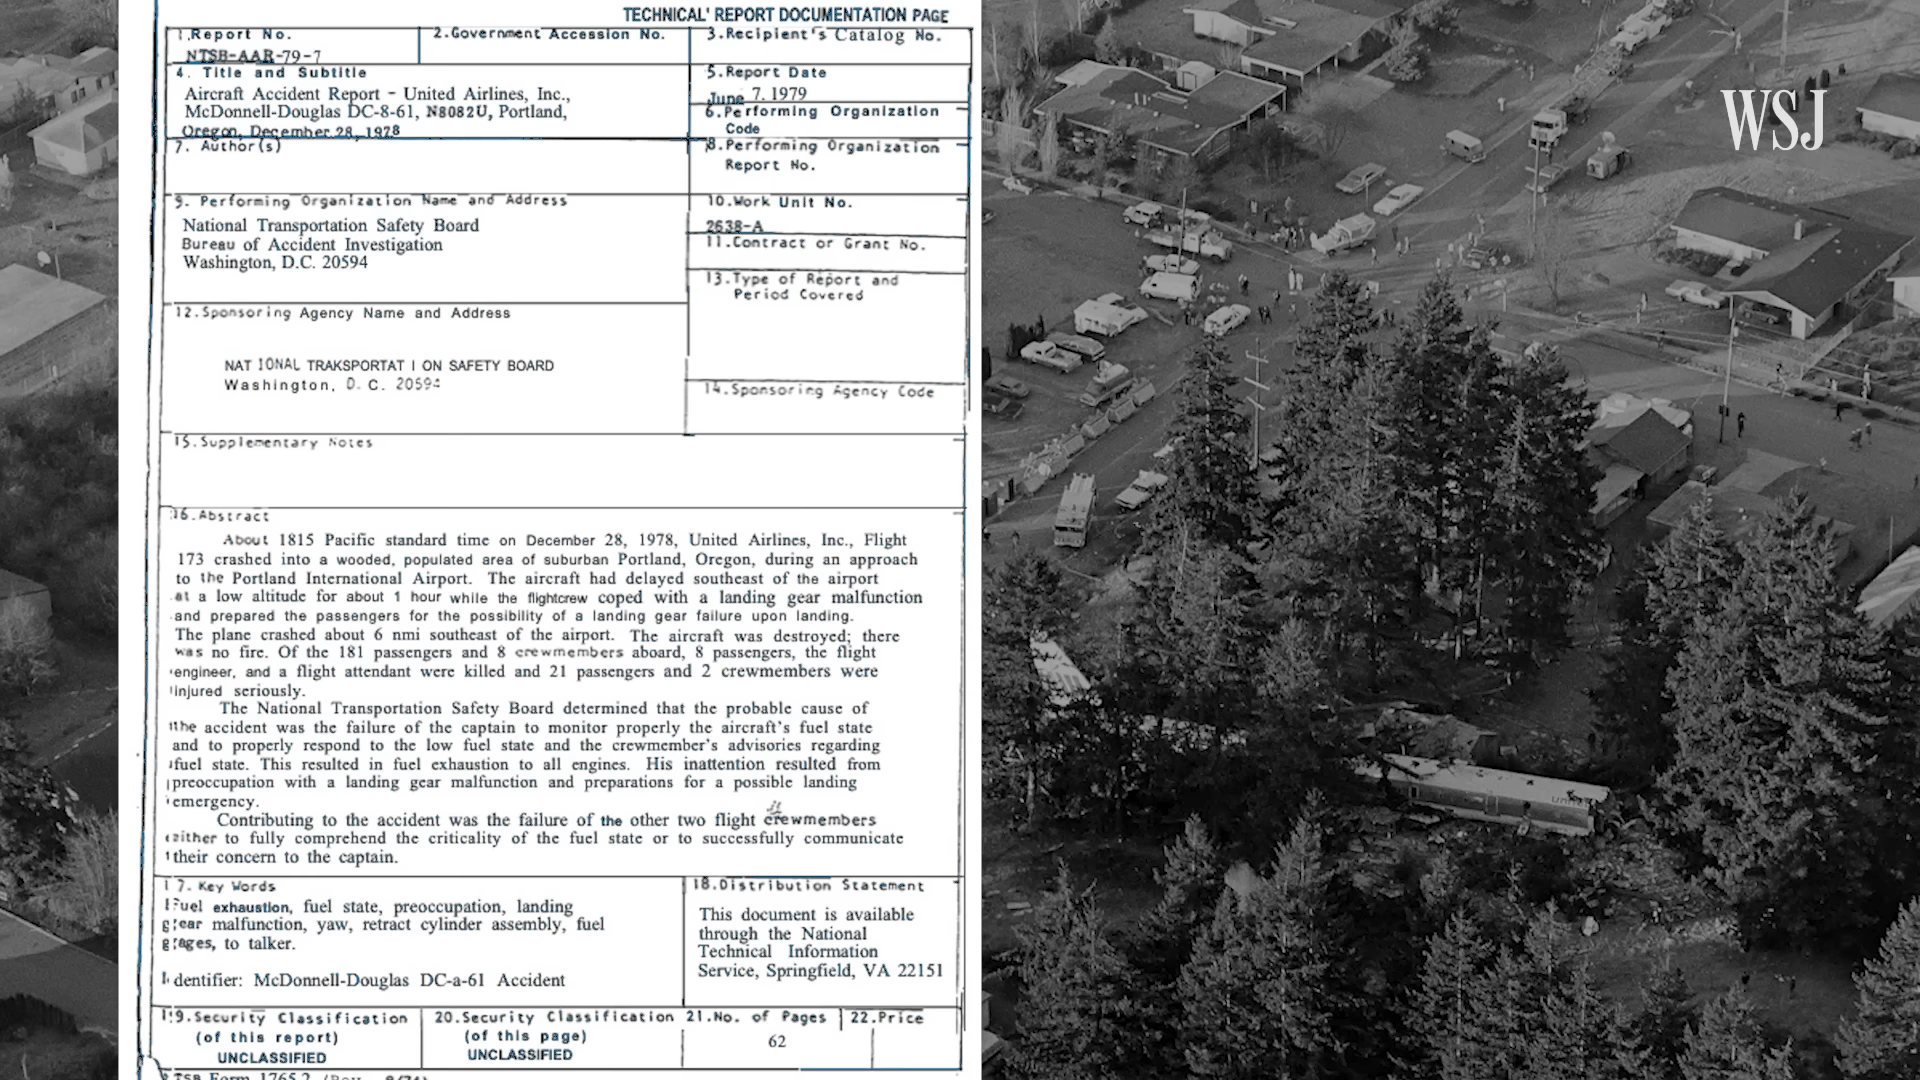 TECHNICAL' REPORT DOCUMENTATION PAGE
1.Report No.
NTSB-AAR-79-7
2.Government Accession No.
3.Recipient's Catalog No.
4. Title and Subtitle
Aircraft Accident Report - United Airlines, Inc.,
McDonnell-Douglas DC-8-61, N8082U, Portland,
Oregon, December 28, 1978
5.Report Date
June 7. 1979
6.Performing Organization
Code
7. Author(s)
8.Performing Organization
Report No.
9. Performing Organization Name and Address
National Transportation Safety Board
Bureau of Accident Investigation
Washington, D.C. 20594
10.Work Unit No.
2638-A
11.Contract or Grant No.
13.Type of Report and
Period Covered
12.Sponsoring Agency Name and Address
NAT IONAL TRAKSPORTAT I ON SAFETY BOARD
Washington, D. C. 20594
14.Sponsoring Agency Code
15.Supplementary Notes
16.Abstract
About 1815 Pacific standard time on December 28, 1978, United Airlines, Inc., Flight
173 crashed into a wooded, populated area of suburban Portland, Oregon, during an approach
to the Portland International Airport. The aircraft had delayed southeast of the airport
at a low altitude for about 1 hour while the flightcrew coped with a landing gear malfunction
and prepared the passengers for the possibility of a landing gear failure upon landing.
The plane crashed about 6 nmi southeast of the airport. The aircraft was destroyed; there
was no fire. Of the 181 passengers and 8 crewmembers aboard, 8 passengers, the flight
engineer, and a flight attendant were killed and 21 passengers and 2 crewmembers were
injured seriously.
The National Transportation Safety Board determined that the probable cause of
the accident was the failure of the captain to monitor properly the aircraft's fuel state
and to properly respond to the low fuel state and the crewmember's advisories regarding
fuel state. This resulted in fuel exhaustion to all engines. His inattention resulted from
preoccupation with a landing gear malfunction and preparations for a possible landing
emergency.
Contributing to the accident was the failure of the other two flight crewmembers
either to fully comprehend the criticality of the fuel state or to successfully communicate
their concern to the captain.
17. Key Words
Fuel exhaustion, fuel state, preoccupation, landing
gear malfunction, yaw, retract cylinder assembly, fuel
gages, to talker.
Identifier: McDonnell-Douglas DC-a-61 Accident
18.Distribution Statement
This document is available
through the National
Technical Information
Service, Springfield, VA 22151
19.Security Classification
(of this report)
UNCLASSIFIED
20.Security Classification
(of this page)
UNCLASSIFIED
21.No. of Pages
62
22.Price
Form 1765.2
WSJ